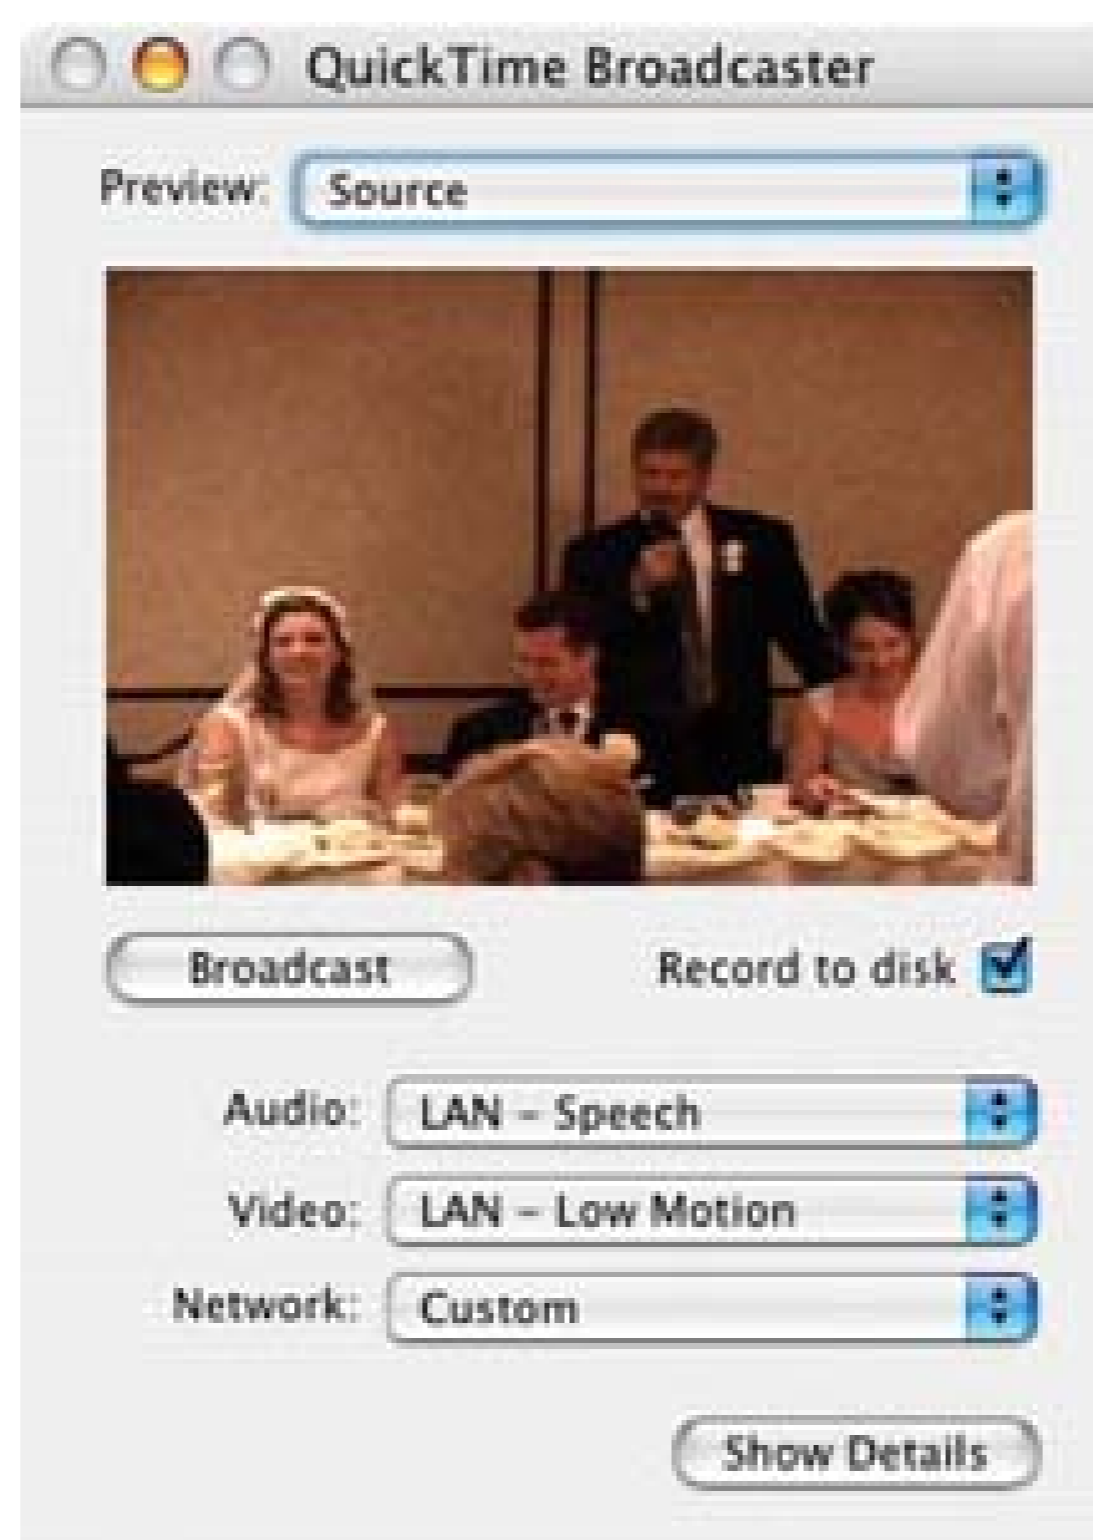 QuickTime Broadcaster
Preview: Source
Broadcast Record to disk
Audio: LAN – Speech
Video: LAN – Low Motion
Network: Custom
Show Details